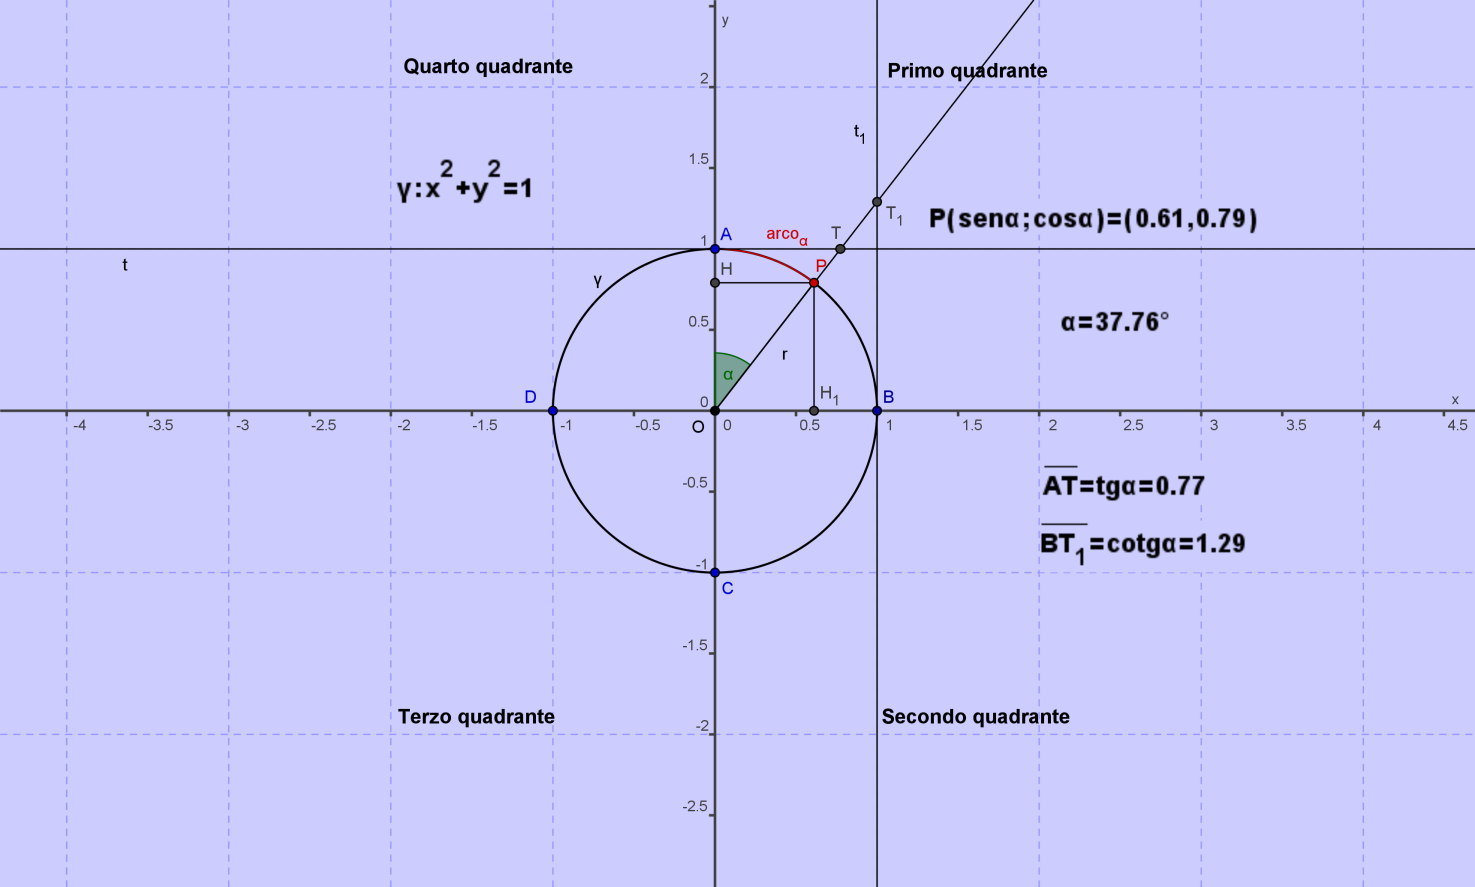 y
Quarto quadrante
Primo quadrante
2
t1
1.5
γ:x²+y²=1
T1
P(senα;cosα)=(0.61,0.79)
A
arcoα
T
1
t
H
P
γ
0.5
α=37.76°
r
α
D
H1
B
0
x
-4 -3.5 -3 -2.5 -2 -1.5 -1 -0.5 O 0 0.5 1 1.5 2 2.5 3 3.5 4 4.5
-0.5
AT=tgα=0.77
BT1=cotgα=1.29
-1
C
-1.5
Terzo quadrante
Secondo quadrante
-2
-2.5